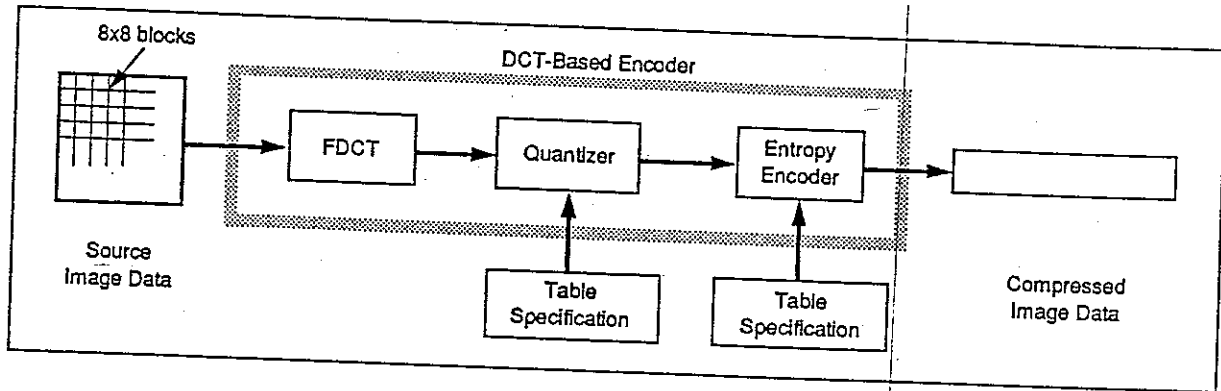 8x8 blocks
DCT-Based Encoder
FDCT
Quantizer
Entropy
Encoder
Source
Image Data
Table
Specification
Table
Specification
Compressed
Image Data